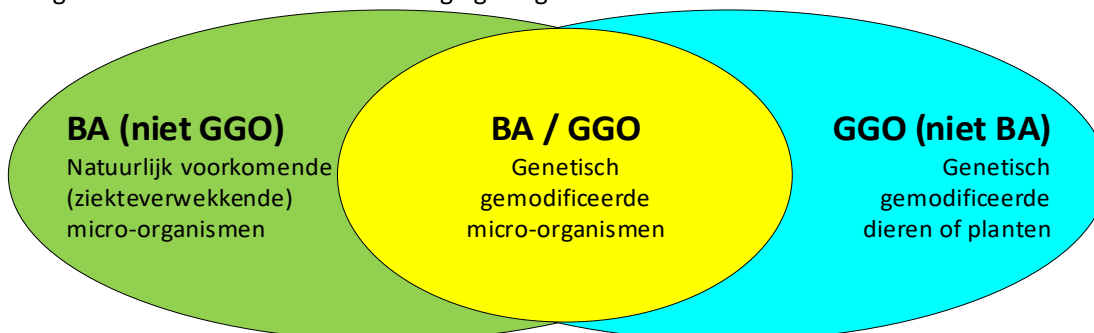 BA (niet GGO)
Natuurlijk voorkomende
(ziekteverwekkende)
micro-organismen
BA / GGO
Genetisch
gemodificeerde
micro-organismen
GGO (niet BA)
Genetisch
gemodificeerde
dieren of planten